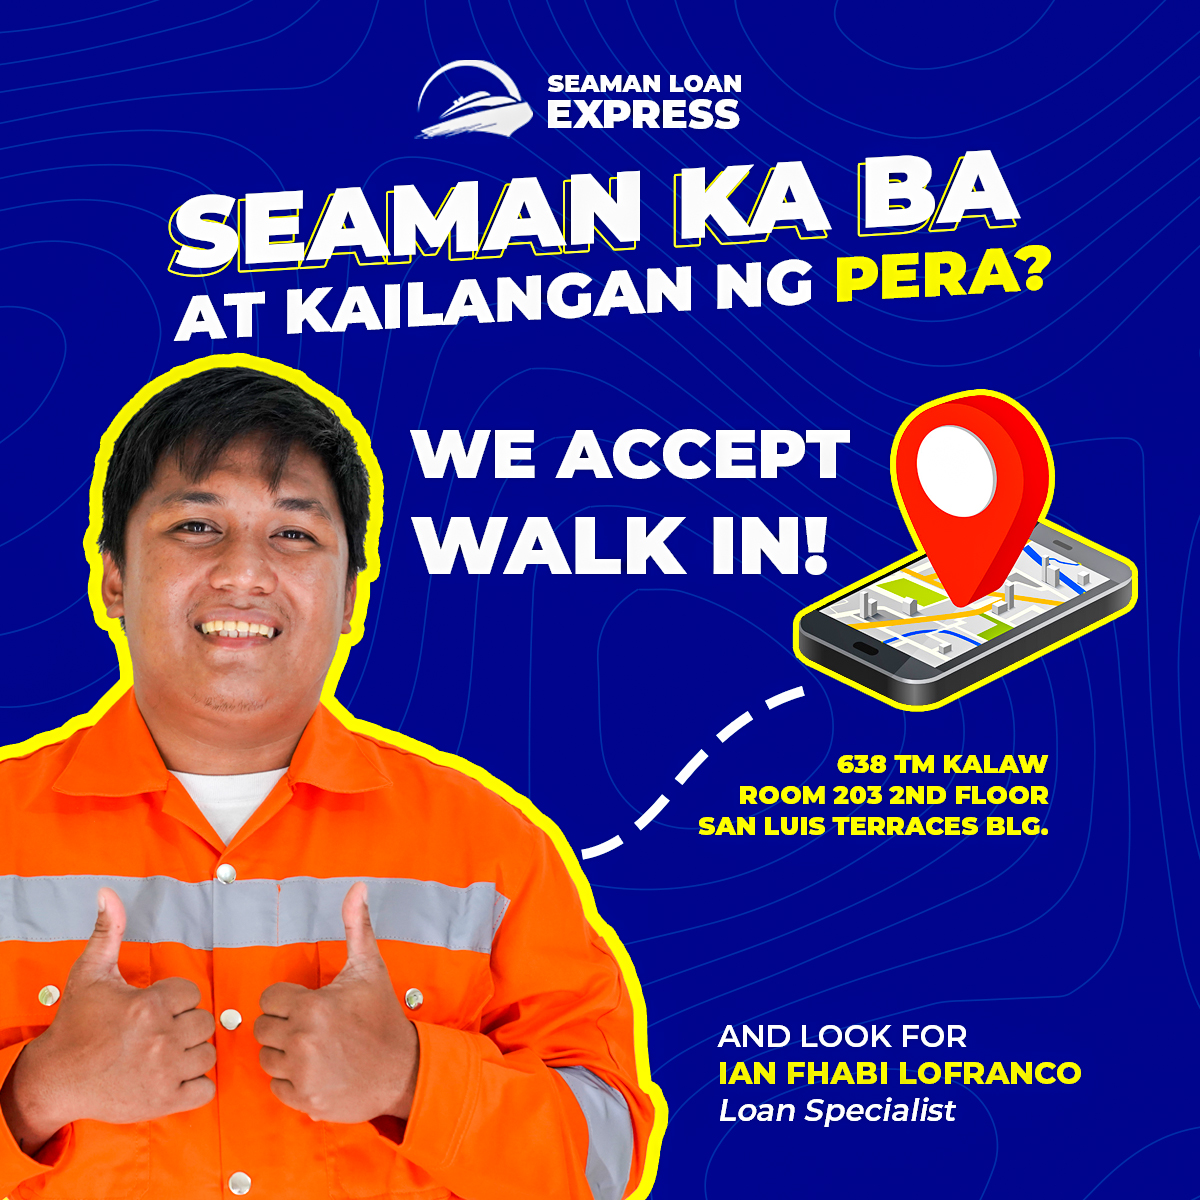 SEAMAN LOAN
EXPRESS
SEAMAN KA BA
AT KAILANGAN NG PERA?
WE ACCEPT
WALK IN!
638 TM KALAW
ROOM 203 2ND FLOOR
SAN LUIS TERRACES BLG.
AND LOOK FOR
IAN FHABI LOFRANCO
Loan Specialist